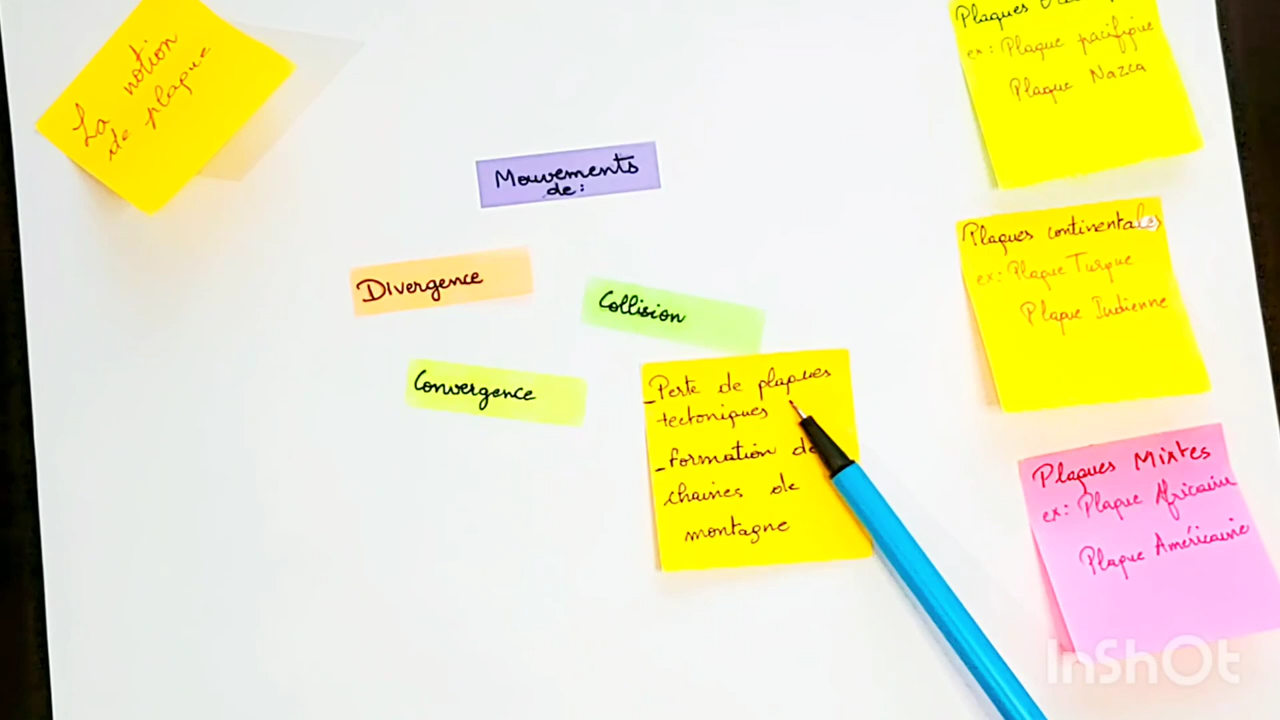 La notion
de plaque
Mouvements
de:
Divergence
Collision
Convergence
_Perte de plaques
tectoniques
_formation de
chaines de
montagne
Plaques
ex: Plaque pacifique
Plaque Nazca
Plaques continentales
ex: Plaque Turque
Plaque Indienne
Plaques Mixtes
ex: Plaque Africaine
Plaque Américaine
InShOt